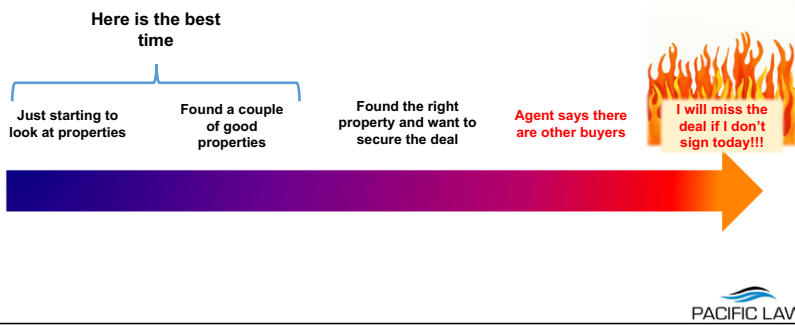 Here is the best
time
Just starting to
look at properties
Found a couple
of good
properties
Found the right
property and want to
secure the deal
Agent says there
are other buyers
I will miss the
deal if I don't
sign today!!!
PACIFIC LAW